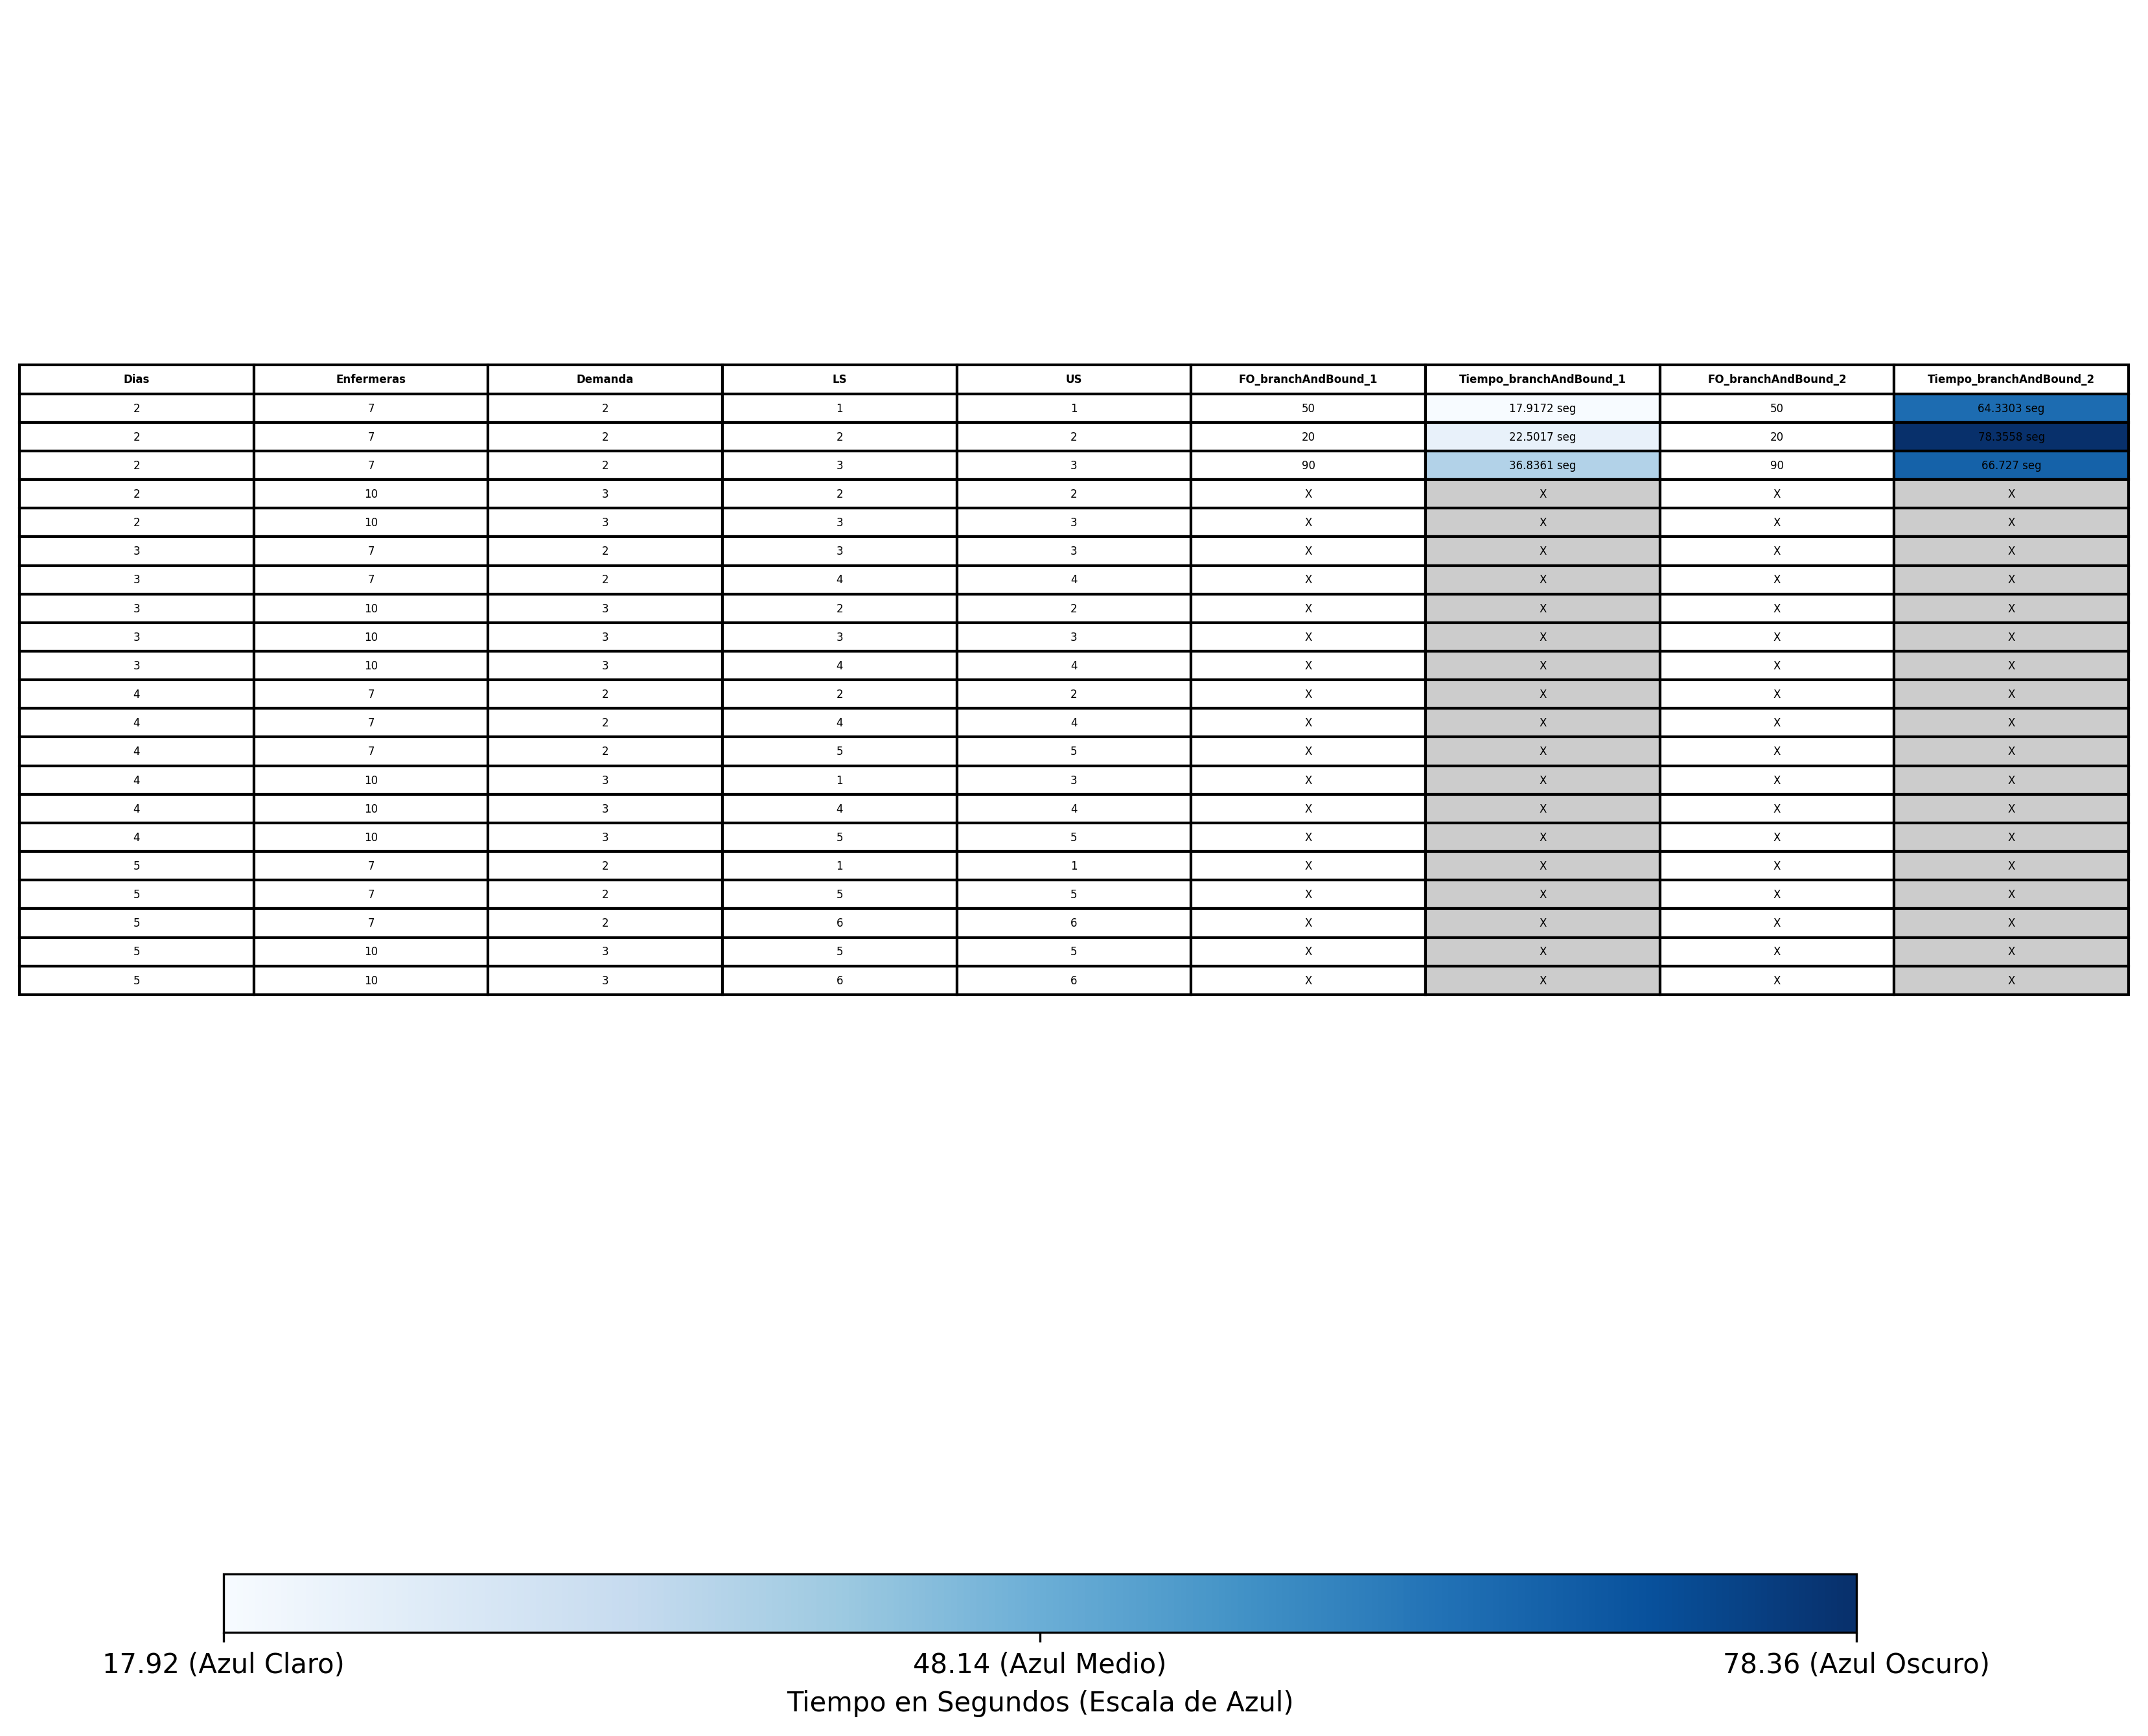 Dias Enfermeras Demanda LS US FO_branchAndBound_1 Tiempo_branchAndBound_1 FO_branchAndBound_2 Tiempo_branchAndBound_2
2 7 2 1 1 50 17.9172 seg 50 64.3303 seg
2 7 2 2 2 20 22.5017 seg 20 78.3558 seg
2 7 2 3 3 90 36.8361 seg 90 66.727 seg
2 10 3 2 2 X X X X
2 10 3 3 3 X X X X
3 7 2 3 3 X X X X
3 7 2 4 4 X X X X
3 10 3 2 2 X X X X
3 10 3 3 3 X X X X
3 10 3 4 4 X X X X
4 7 2 2 2 X X X X
4 7 2 4 4 X X X X
4 7 2 5 5 X X X X
4 10 3 1 3 X X X X
4 10 3 4 4 X X X X
4 10 3 5 5 X X X X
5 7 2 1 1 X X X X
5 7 2 5 5 X X X X
5 7 2 6 6 X X X X
5 10 3 5 5 X X X X
5 10 3 6 6 X X X X
17.92 (Azul Claro) 48.14 (Azul Medio) 78.36 (Azul Oscuro)
Tiempo en Segundos (Escala de Azul)